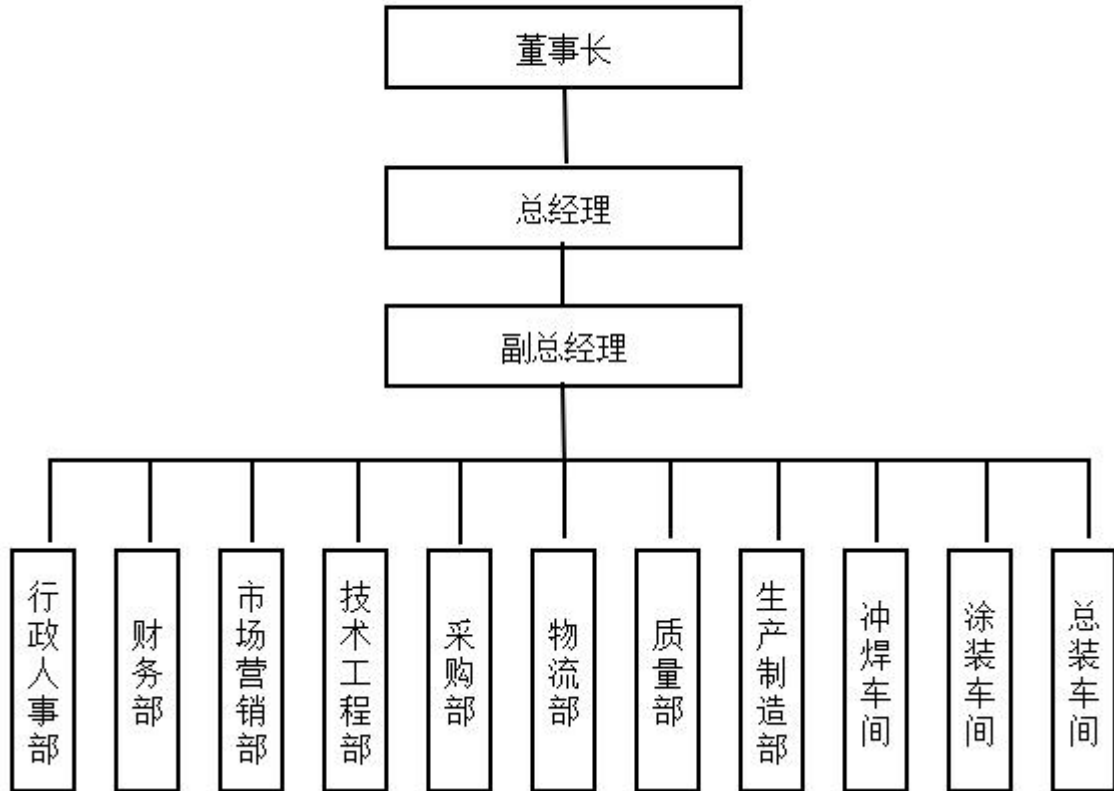 董事长
总经理
副总经理
行政人事部
财务部
市场营销部
技术工程部
采购部
物流部
质量部
生产制造部
冲焊车间
涂装车间
总装车间